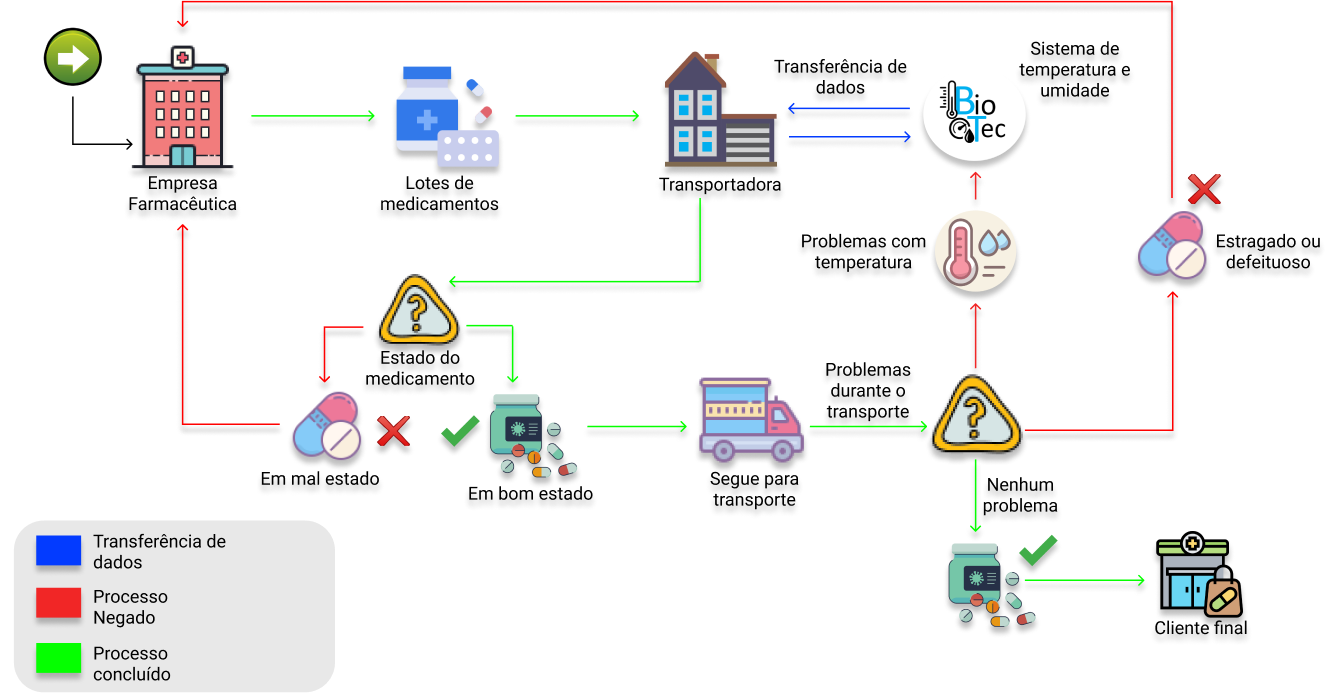 Sistema de
temperatura e
umidade
Transferência de
dados
Bio
Tec
Empresa
Farmacêutica
Lotes de
medicamentos
Transportadora
Problemas com
temperatura
Estragado ou
defeituoso
Estado do
medicamento
Problemas
durante o
transporte
Em mal estado
Em bom estado
Segue para
transporte
Nenhum
problema
Cliente final
Transferência de
dados
Processo
Negado
Processo
concluído